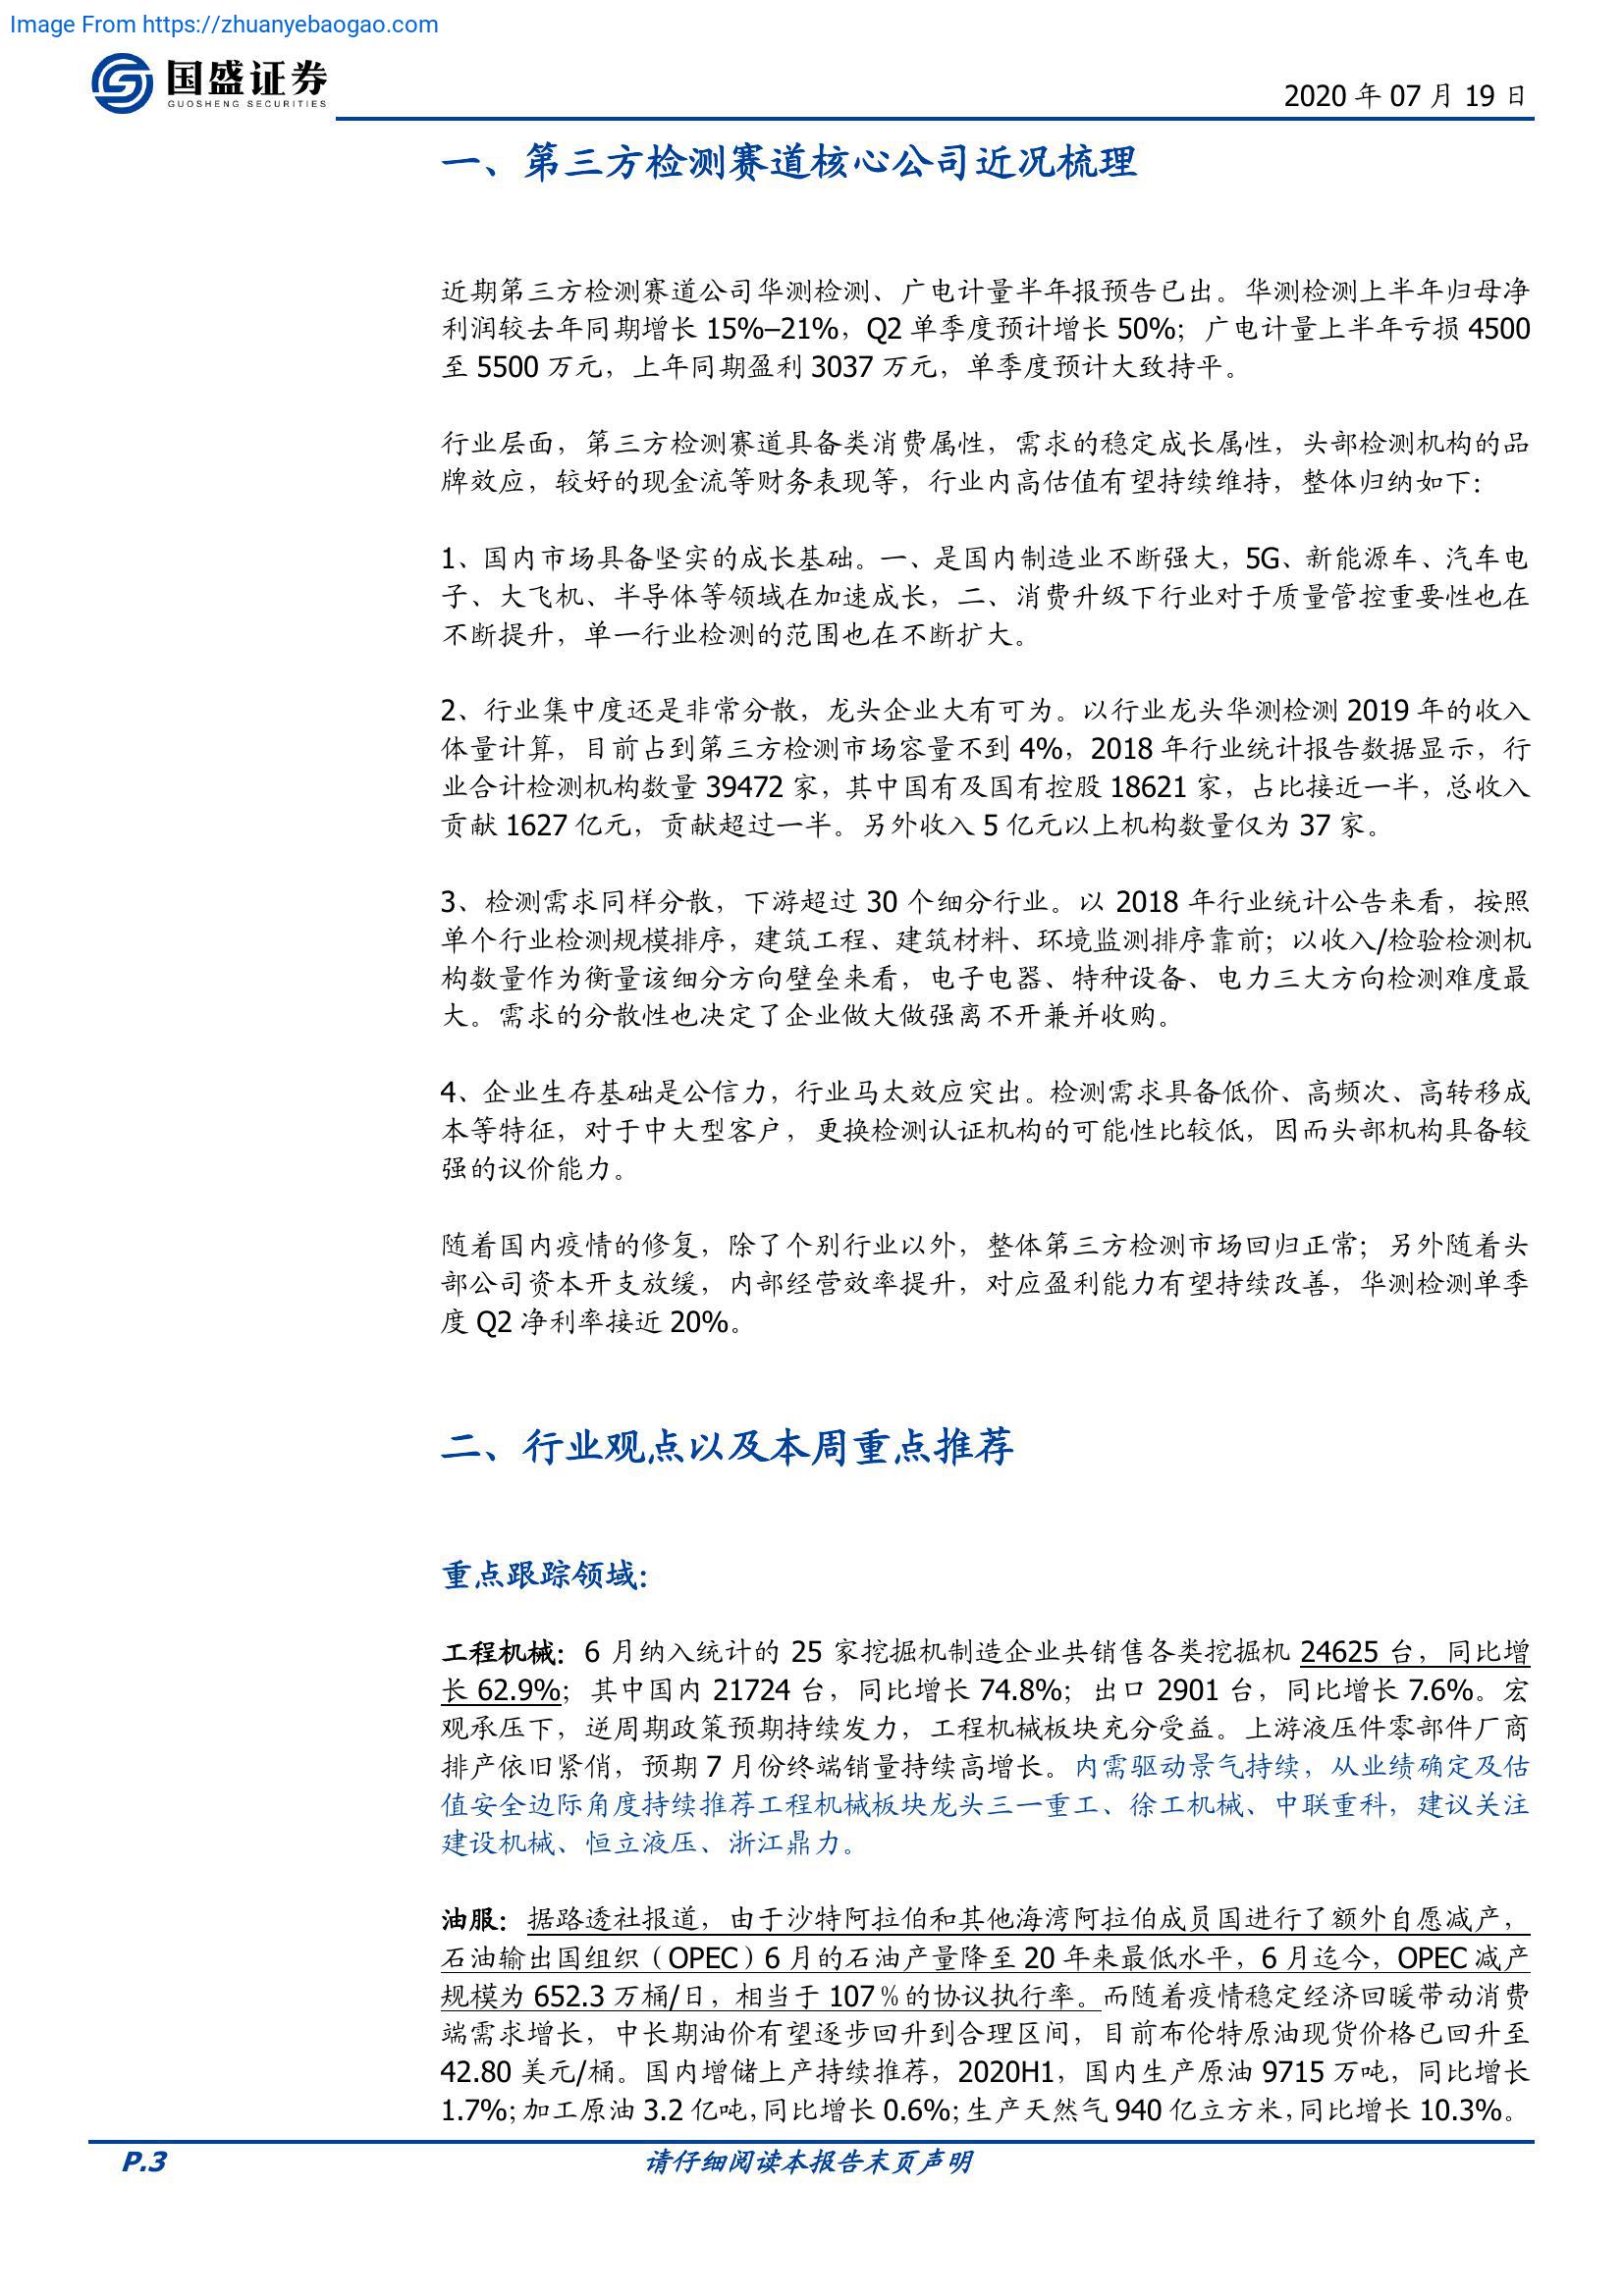 Image From https://zhuanyebaogao.com
国盛证券
GUOSHENG SECURITIES
2020 年 07 月 19 日
一、第三方检测赛道核心公司近况梳理
近期第三方检测赛道公司华测检测、广电计量半年报预告已出。华测检测上半年归母净
利润较去年同期增长 15%–21%，Q2 单季度预计增长 50%；广电计量上半年亏损 4500
至 5500 万元，上年同期盈利 3037 万元，单季度预计大致持平。
行业层面，第三方检测赛道具备类消费属性，需求的稳定成长属性，头部检测机构的品
牌效应，较好的现金流等财务表现等，行业内高估值有望持续维持，整体归纳如下：
1、国内市场具备坚实的成长基础。一、是国内制造业不断强大，5G、新能源车、汽车电
子、大飞机、半导体等领域在加速成长，二、消费升级下行业对于质量管控重要性也在
不断提升，单一行业检测的范围也在不断扩大。
2、行业集中度还是非常分散，龙头企业大有可为。以行业龙头华测检测 2019 年的收入
体量计算，目前占到第三方检测市场容量不到 4%，2018 年行业统计报告数据显示，行
业合计检测机构数量 39472 家，其中国有及国有控股 18621 家，占比接近一半，总收入
贡献 1627 亿元，贡献超过一半。另外收入 5 亿元以上机构数量仅为 37 家。
3、检测需求同样分散，下游超过 30 个细分行业。以 2018 年行业统计公告来看，按照
单个行业检测规模排序，建筑工程、建筑材料、环境监测排序靠前；以收入/检验检测机
构数量作为衡量该细分方向壁垒来看，电子电器、特种设备、电力三大方向检测难度最
大。需求的分散性也决定了企业做大做强离不开兼并收购。
4、企业生存基础是公信力，行业马太效应突出。检测需求具备低价、高频次、高转移成
本等特征，对于中大型客户，更换检测认证机构的可能性比较低，因而头部机构具备较
强的议价能力。
随着国内疫情的修复，除了个别行业以外，整体第三方检测市场回归正常；另外随着头
部公司资本开支放缓，内部经营效率提升，对应盈利能力有望持续改善，华测检测单季
度 Q2 净利率接近 20%。
二、行业观点以及本周重点推荐
重点跟踪领域：
工程机械：6 月纳入统计的 25 家挖掘机制造企业共销售各类挖掘机 24625 台，同比增
长 62.9%；其中国内 21724 台，同比增长 74.8%；出口 2901 台，同比增长 7.6%。宏
观承压下，逆周期政策预期持续发力，工程机械板块充分受益。上游液压件零部件厂商
排产依旧紧俏，预期 7 月份终端销量持续高增长。内需驱动景气持续，从业绩确定及估
值安全边际角度持续推荐工程机械板块龙头三一重工、徐工机械、中联重科，建议关注
建设机械、恒立液压、浙江鼎力。
油服：据路透社报道，由于沙特阿拉伯和其他海湾阿拉伯成员国进行了额外自愿减产，
石油输出国组织（OPEC）6 月的石油产量降至 20 年来最低水平，6 月迄今，OPEC 减产
规模为 652.3 万桶/日，相当于 107％的协议执行率。而随着疫情稳定经济回暖带动消费
端需求增长，中长期油价有望逐步回升到合理区间，目前布伦特原油现货价格已回升至
42.80 美元/桶。国内增储上产持续推荐，2020H1，国内生产原油 9715 万吨，同比增长
1.7%；加工原油 3.2 亿吨，同比增长 0.6%；生产天然气 940 亿立方米，同比增长 10.3%。
P.3
请仔细阅读本报告末页声明